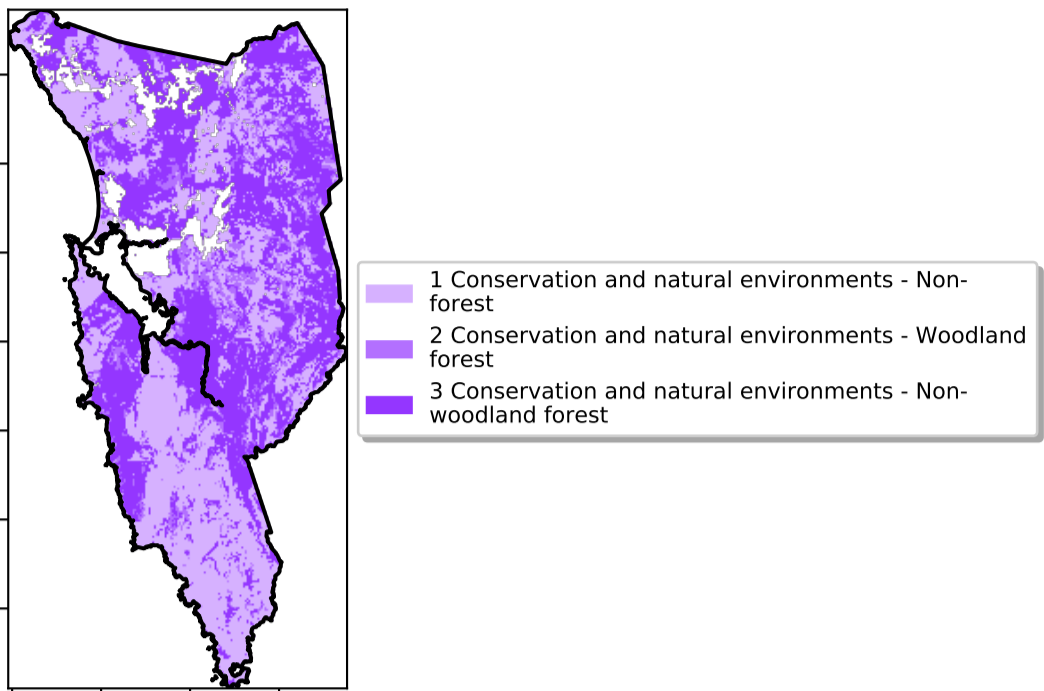 1 Conservation and natural environments - Non-
forest
2 Conservation and natural environments - Woodland
forest
3 Conservation and natural environments - Non-
woodland forest